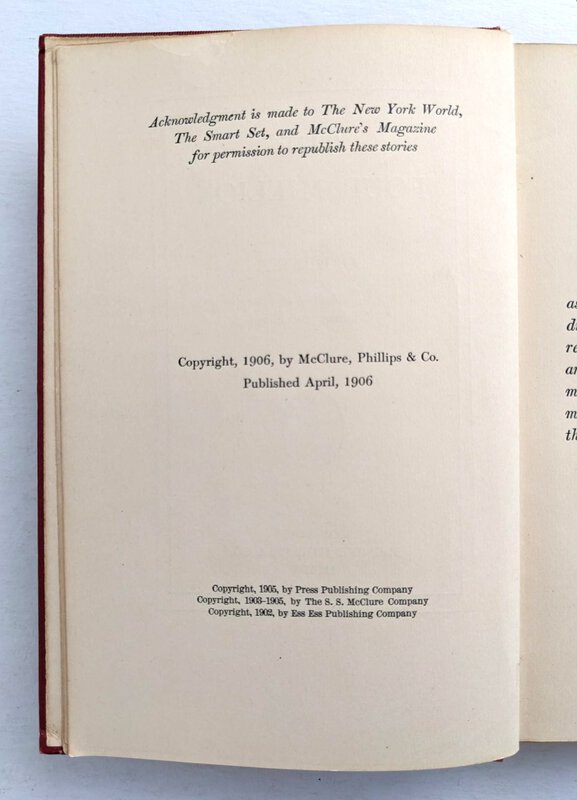 Acknowledgment is made to The New York World,
The Smart Set, and McClure's Magazine
for permission to republish these stories
Copyright, 1906, by McClure, Phillips & Co.
Published April, 1906
Copyright, 1905, by Press Publishing Company
Copyright, 1903-1905, by The S. S. McClure Company
Copyright, 1902, by Ess Ess Publishing Company